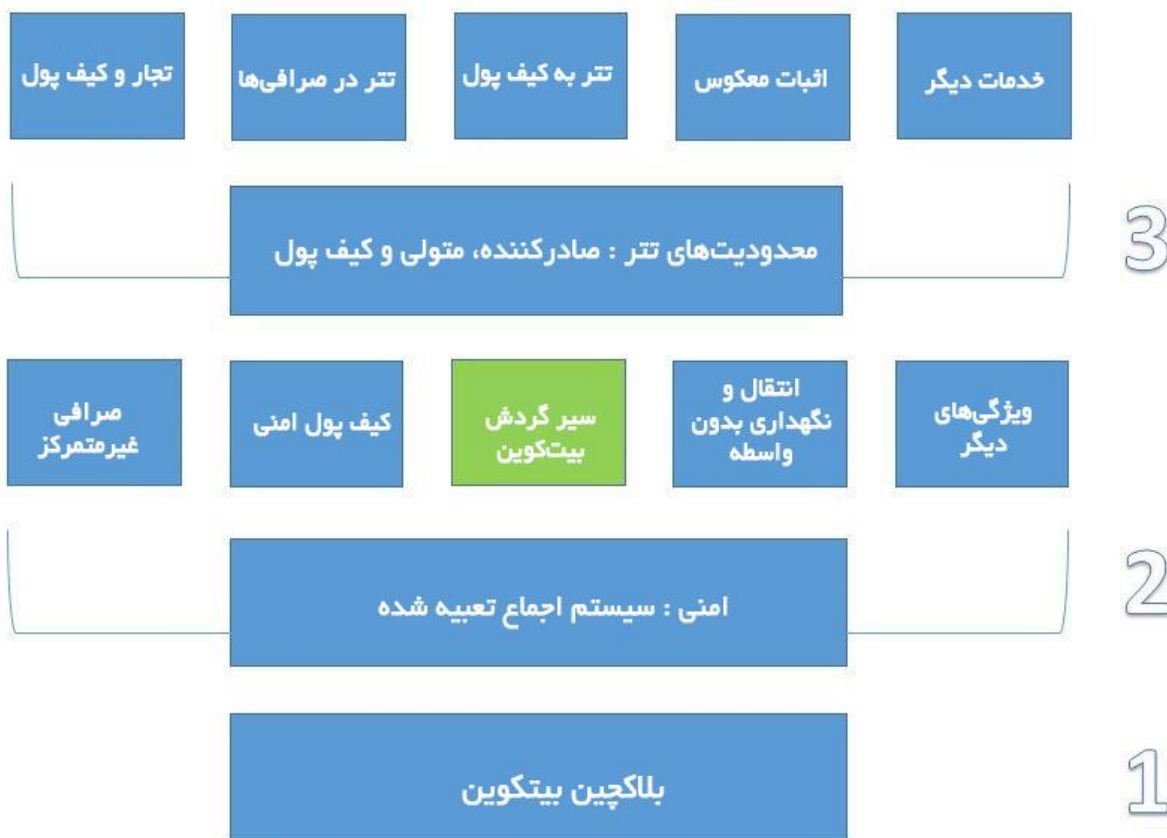 خدمات دیگر
اثبات معکوس
تتر به کیف پول
تتر در صرافی‌ها
تجار و کیف پول
محدودیت‌های تتر : صادرکننده، متولی و کیف پول
3
ویژگی‌های
دیگر
انتقال و
نگهداری بدون
واسطه
سیر گردش
بیت‌کوین
کیف پول امنی
صرافی
غیرمتمرکز
امنی : سیستم اجماع تعبیه شده
2
بلاکچین بیتکوین
1